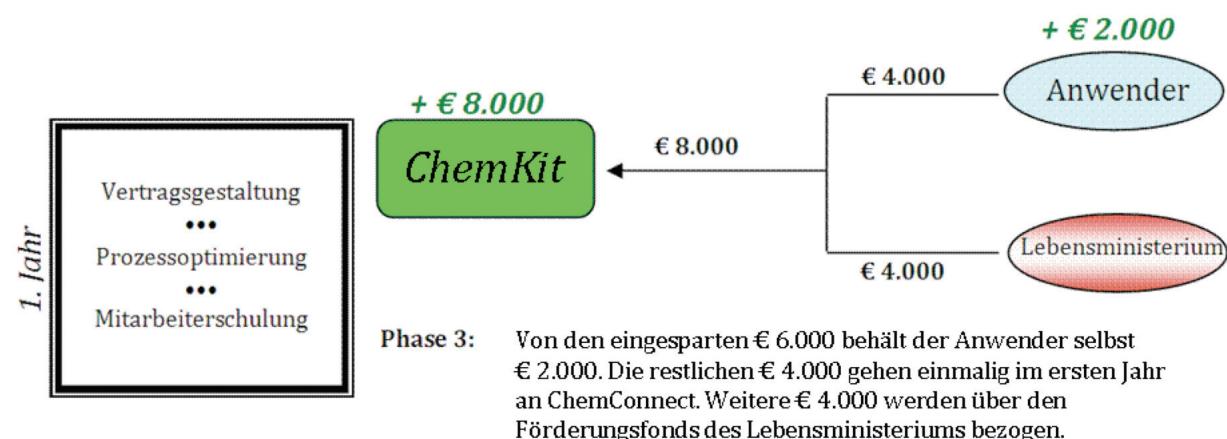 + € 2.000
€ 4.000
Anwender
+ € 8.000
ChemKit
€ 8.000
1. Jahr
Vertragsgestaltung
•••
Prozessoptimierung
•••
Mitarbeiterschulung
Lebensministerium
€ 4.000
Phase 3: Von den eingesparten € 6.000 behält der Anwender selbst
€ 2.000. Die restlichen € 4.000 gehen einmalig im ersten Jahr
an ChemConnect. Weitere € 4.000 werden über den
Förderungsfonds des Lebensministeriums bezogen.